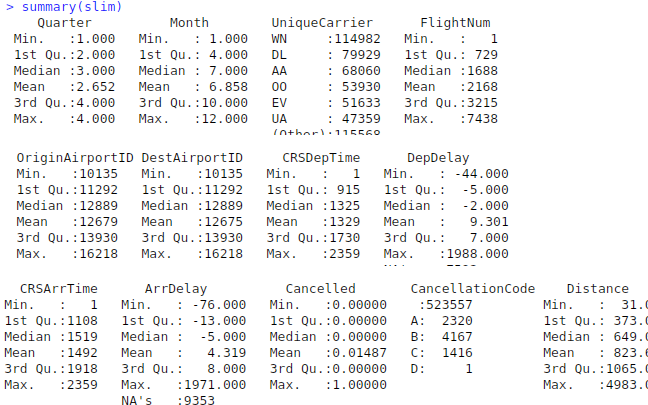 > summary(slim)
Quarter Month UniqueCarrier FlightNum
Min. :1.000 Min. : 1.000 WN :114982 Min. : 1
1st Qu.:2.000 1st Qu.: 4.000 DL : 79929 1st Qu.: 729
Median :3.000 Median : 7.000 AA : 68060 Median :1688
Mean :2.652 Mean : 6.858 OO : 53930 Mean :2168
3rd Qu.:4.000 3rd Qu.:10.000 EV : 51633 3rd Qu.:3215
Max. :4.000 Max. :12.000 UA : 47359 Max. :7438
(Other):115568
OriginAirportID DestAirportID CRSDepTime DepDelay
Min. :10135 Min. :10135 Min. : 1 Min. : -44.000
1st Qu.:11292 1st Qu.:11292 1st Qu.: 915 1st Qu.: -5.000
Median :12889 Median :12889 Median :1325 Median : -2.000
Mean :12679 Mean :12675 Mean :1329 Mean : 9.301
3rd Qu.:13930 3rd Qu.:13930 3rd Qu.:1730 3rd Qu.: 7.000
Max. :16218 Max. :16218 Max. :2359 Max. :1988.000
CRSArrTime ArrDelay Cancelled CancellationCode Distance
Min. : 1 Min. : -76.000 Min. :0.00000 :523557 Min. : 31.0
1st Qu.:1108 1st Qu.: -13.000 1st Qu.:0.00000 A: 2320 1st Qu.: 373.0
Median :1519 Median : -5.000 Median :0.00000 B: 4167 Median : 649.0
Mean :1492 Mean : 4.319 Mean :0.01487 C: 1416 Mean : 823.6
3rd Qu.:1918 3rd Qu.: 8.000 3rd Qu.:0.00000 D: 1 3rd Qu.:1065.0
Max. :2359 Max. :1971.000 Max. :1.00000 Max. :4983.0
NA's :9353